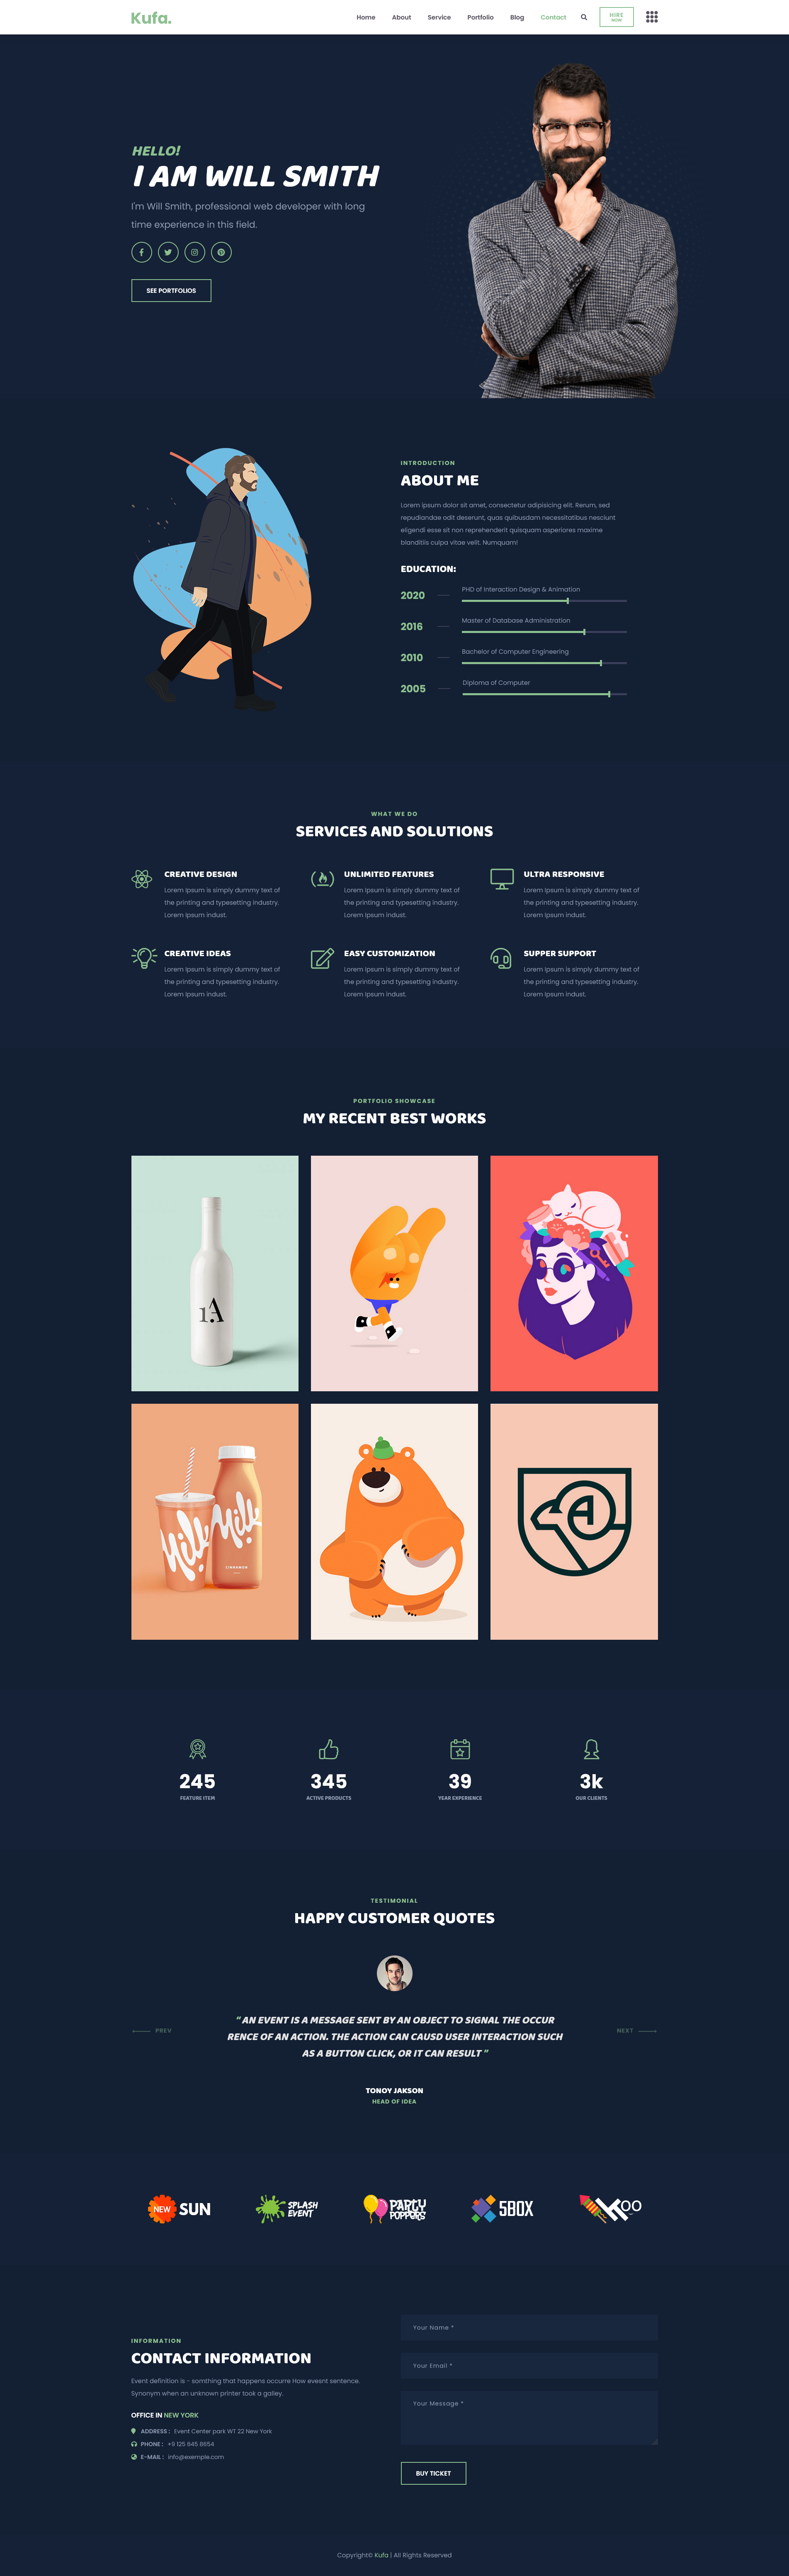 Kufa.
Home About Service Portfolio Blog Contact
HIRE
NOW
HELLO!
I AM WILL SMITH
I'm Will Smith, professional web developer with long
time experience in this field.
SEE PORTFOLIOS
INTRODUCTION
ABOUT ME
Lorem ipsum dolor sit amet, consectetur adipisicing elit. Rerum, sed
repudiandae odit deserunt, quas quibusdam necessitatibus nesciunt
eligendi esse sit non reprehenderit quisquam asperiores maxime
blanditiis culpa vitae velit. Numquam!
EDUCATION:
2020 PHD of Interaction Design & Animation
2016 Master of Database Administration
2010 Bachelor of Computer Engineering
2005 Diploma of Computer
WHAT WE DO
SERVICES AND SOLUTIONS
CREATIVE DESIGN
Lorem Ipsum is simply dummy text of
the printing and typesetting industry.
Lorem Ipsum indust.
UNLIMITED FEATURES
Lorem Ipsum is simply dummy text of
the printing and typesetting industry.
Lorem Ipsum indust.
ULTRA RESPONSIVE
Lorem Ipsum is simply dummy text of
the printing and typesetting industry.
Lorem Ipsum indust.
CREATIVE IDEAS
Lorem Ipsum is simply dummy text of
the printing and typesetting industry.
Lorem Ipsum indust.
EASY CUSTOMIZATION
Lorem Ipsum is simply dummy text of
the printing and typesetting industry.
Lorem Ipsum indust.
SUPPER SUPPORT
Lorem Ipsum is simply dummy text of
the printing and typesetting industry.
Lorem Ipsum indust.
PORTFOLIO SHOWCASE
MY RECENT BEST WORKS
1A
Milk
Milk
CINNAMON
A
245
FEATURE ITEM
345
ACTIVE PRODUCTS
39
YEAR EXPERIENCE
3k
OUR CLIENTS
TESTIMONIAL
HAPPY CUSTOMER QUOTES
PREV
“ AN EVENT IS A MESSAGE SENT BY AN OBJECT TO SIGNAL THE OCCUR
RENCE OF AN ACTION. THE ACTION CAN CAUSD USER INTERACTION SUCH
AS A BUTTON CLICK, OR IT CAN RESULT ”
NEXT
TONOY JAKSON
HEAD OF IDEA
NEW SUN
SPLASH
EVENT
PARTY
POPPERS
5BOX
KOO
INFORMATION
CONTACT INFORMATION
Event definition is - somthing that happens occurre How evesnt sentence.
Synonym when an unknown printer took a galley.
OFFICE IN NEW YORK
ADDRESS : Event Center park WT 22 New York
PHONE : +9 125 645 8654
E-MAIL : info@exemple.com
Your Name *
Your Email *
Your Message *
BUY TICKET
Copyright© Kufa | All Rights Reserved